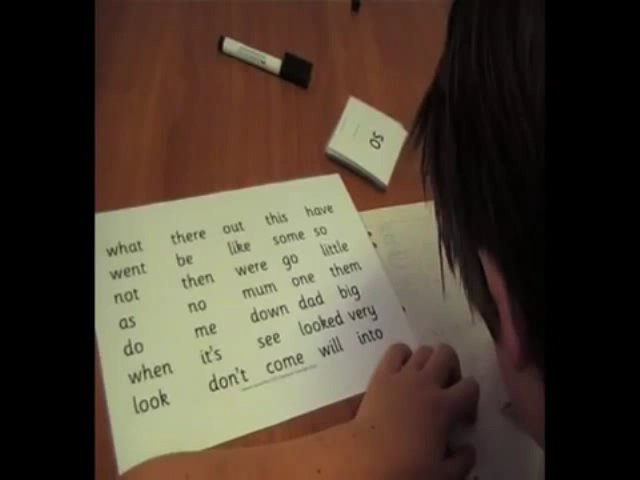 so
what there out this have
went be like some so
not then were go little
as no mum one them
do me down dad big
when it's see looked very
look don't come will into